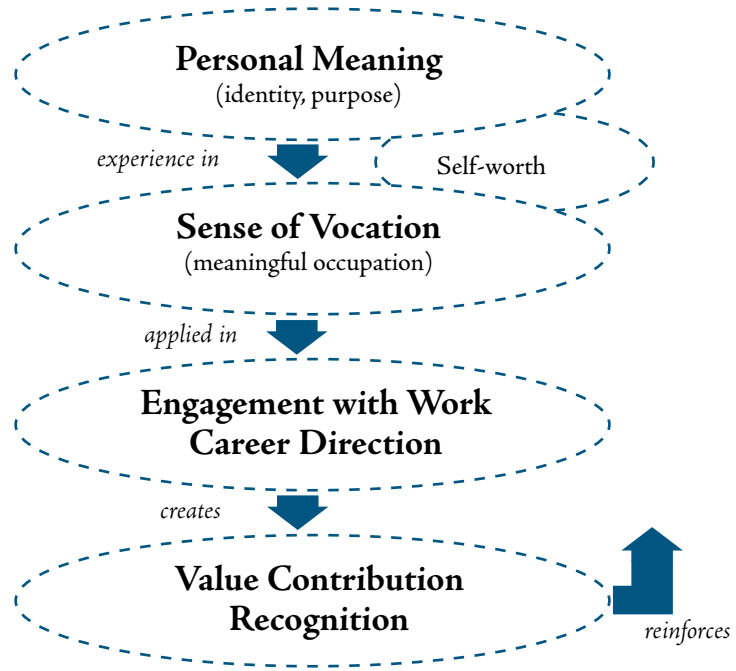 Personal Meaning
(identity, purpose)
experience in
Self-worth
Sense of Vocation
(meaningful occupation)
applied in
Engagement with Work
Career Direction
creates
Value Contribution
Recognition
reinforces